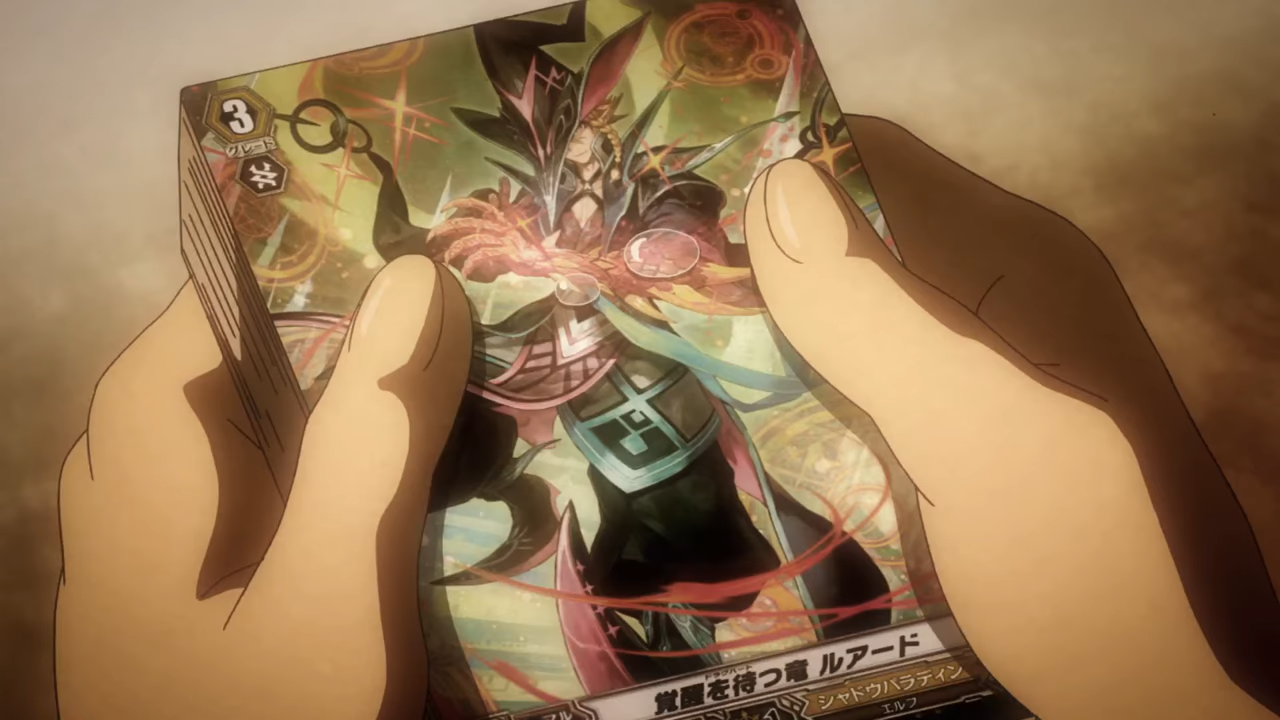 3
グレード
ドラゴハート
覚醒を待つ竜 ルアード
シャドウパラディン
エルフ